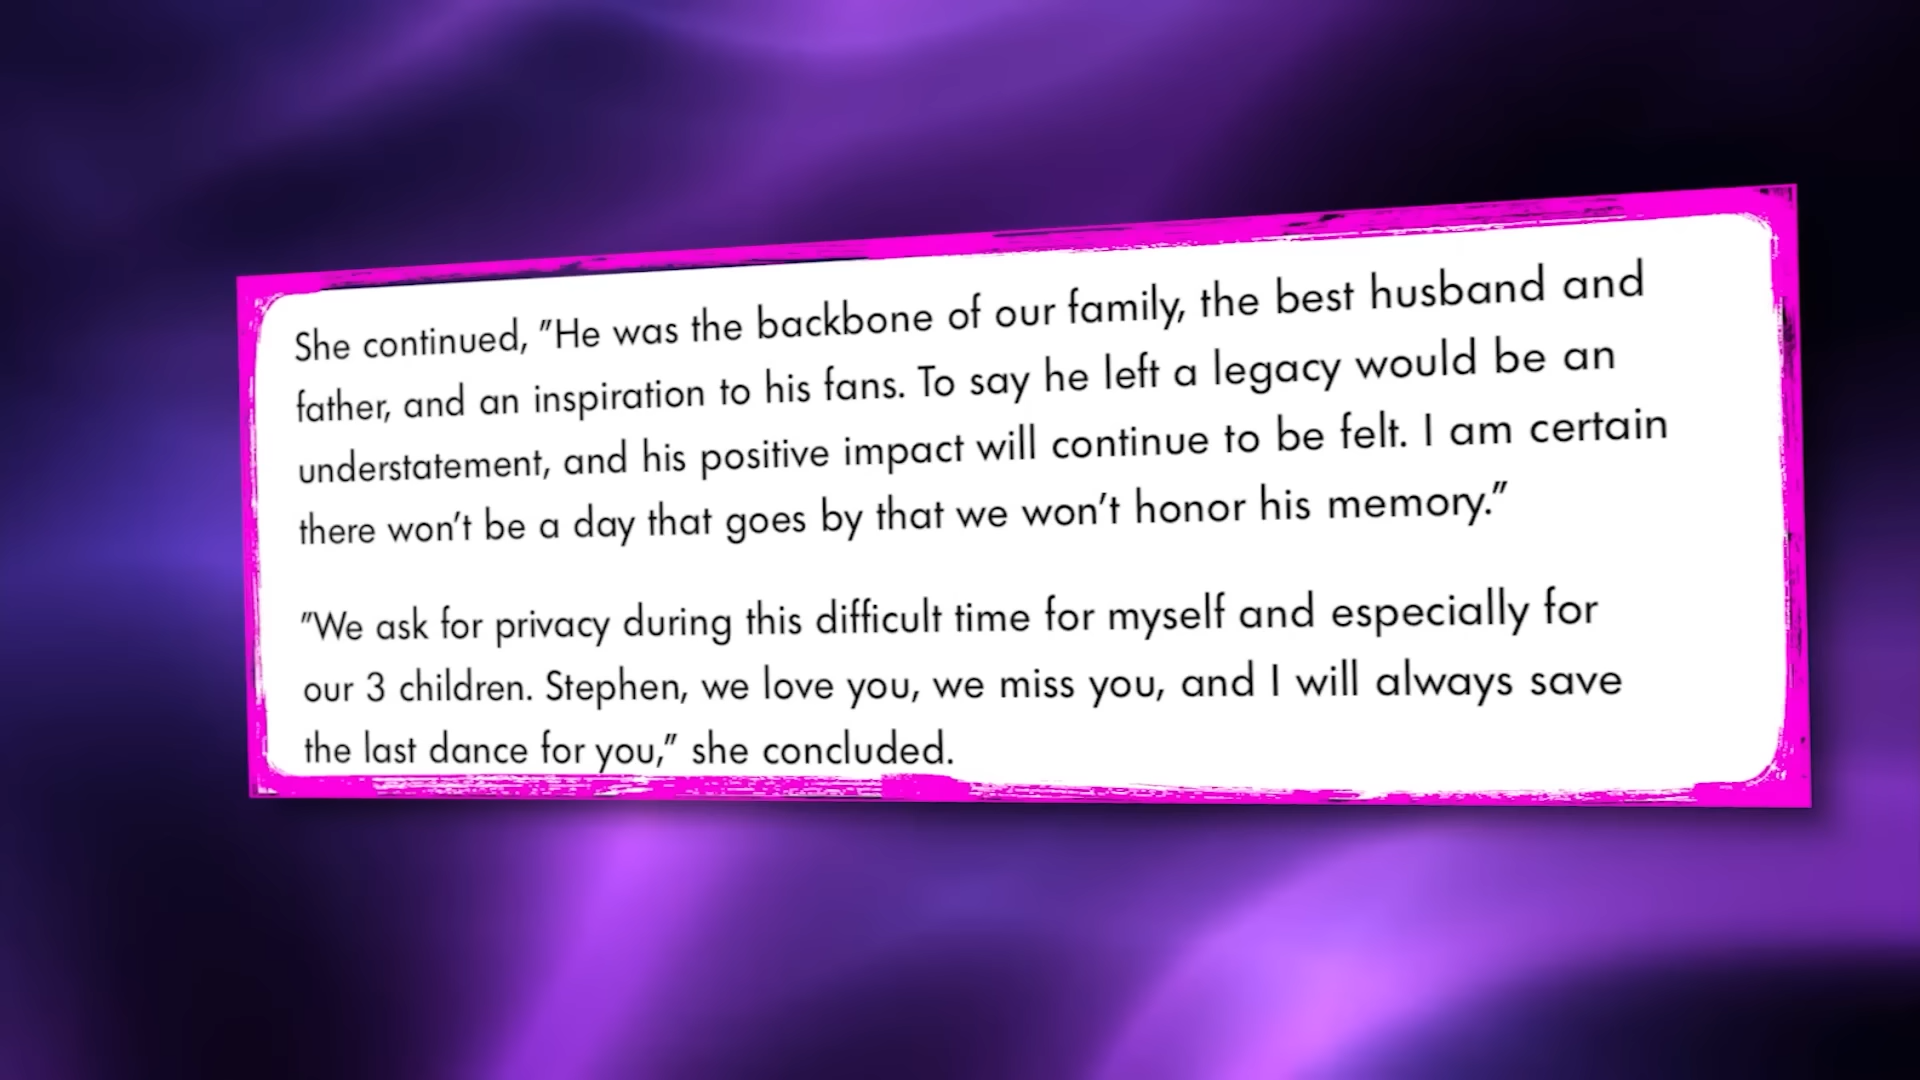 She continued, "He was the backbone of our family, the best husband and
father, and an inspiration to his fans. To say he left a legacy would be an
understatement, and his positive impact will continue to be felt. I am certain
there won't be a day that goes by that we won't honor his memory."
"We ask for privacy during this difficult time for myself and especially for
our 3 children. Stephen, we love you, we miss you, and I will always save
the last dance for you," she concluded.